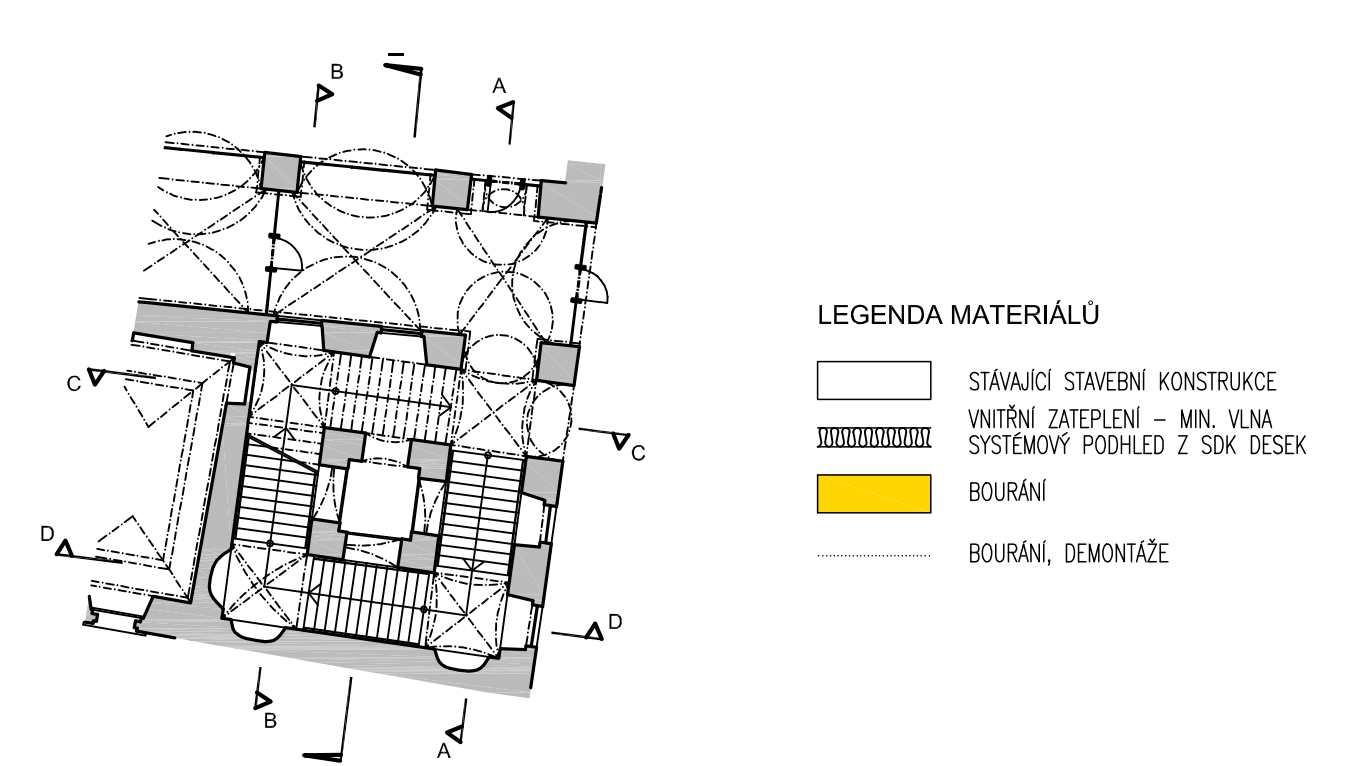 B
A
C
C
D
D
B
A
LEGENDA MATERIÁLŮ
STÁVAJÍCÍ STAVEBNÍ KONSTRUKCE
VNITŘNÍ ZATEPLENÍ – MIN. VLNA
SYSTÉMOVÝ PODHLED Z SDK DESEK
BOURÁNÍ
BOURÁNÍ, DEMONTÁŽE